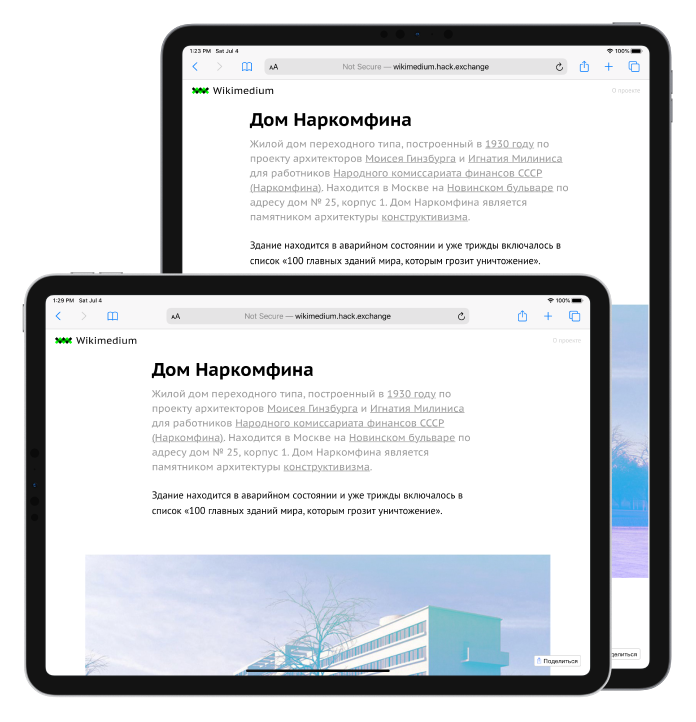 1:23 PM Sat Jul 4
100%
AA
Not Secure — wikimedium.hack.exchange
Wikimedium
О проекте
Дом Наркомфина
Жилой дом переходного типа, построенный в 1930 году по
проекту архитекторов Моисея Гинзбурга и Игнатия Милиниса
для работников Народного комиссариата финансов СССР
(Наркомфина). Находится в Москве на Новинском бульваре по
адресу дом № 25, корпус 1. Дом Наркомфина является
памятником архитектуры конструктивизма.
Здание находится в аварийном состоянии и уже трижды включалось в
список «100 главных зданий мира, которым грозит уничтожение».
делиться
1:29 PM Sat Jul 4
100%
AA
Not Secure — wikimedium.hack.exchange
Wikimedium
О проекте
Дом Наркомфина
Жилой дом переходного типа, построенный в 1930 году по
проекту архитекторов Моисея Гинзбурга и Игнатия Милиниса
для работников Народного комиссариата финансов СССР
(Наркомфина). Находится в Москве на Новинском бульваре по
адресу дом № 25, корпус 1. Дом Наркомфина является
памятником архитектуры конструктивизма.
Здание находится в аварийном состоянии и уже трижды включалось в
список «100 главных зданий мира, которым грозит уничтожение».
Поделиться